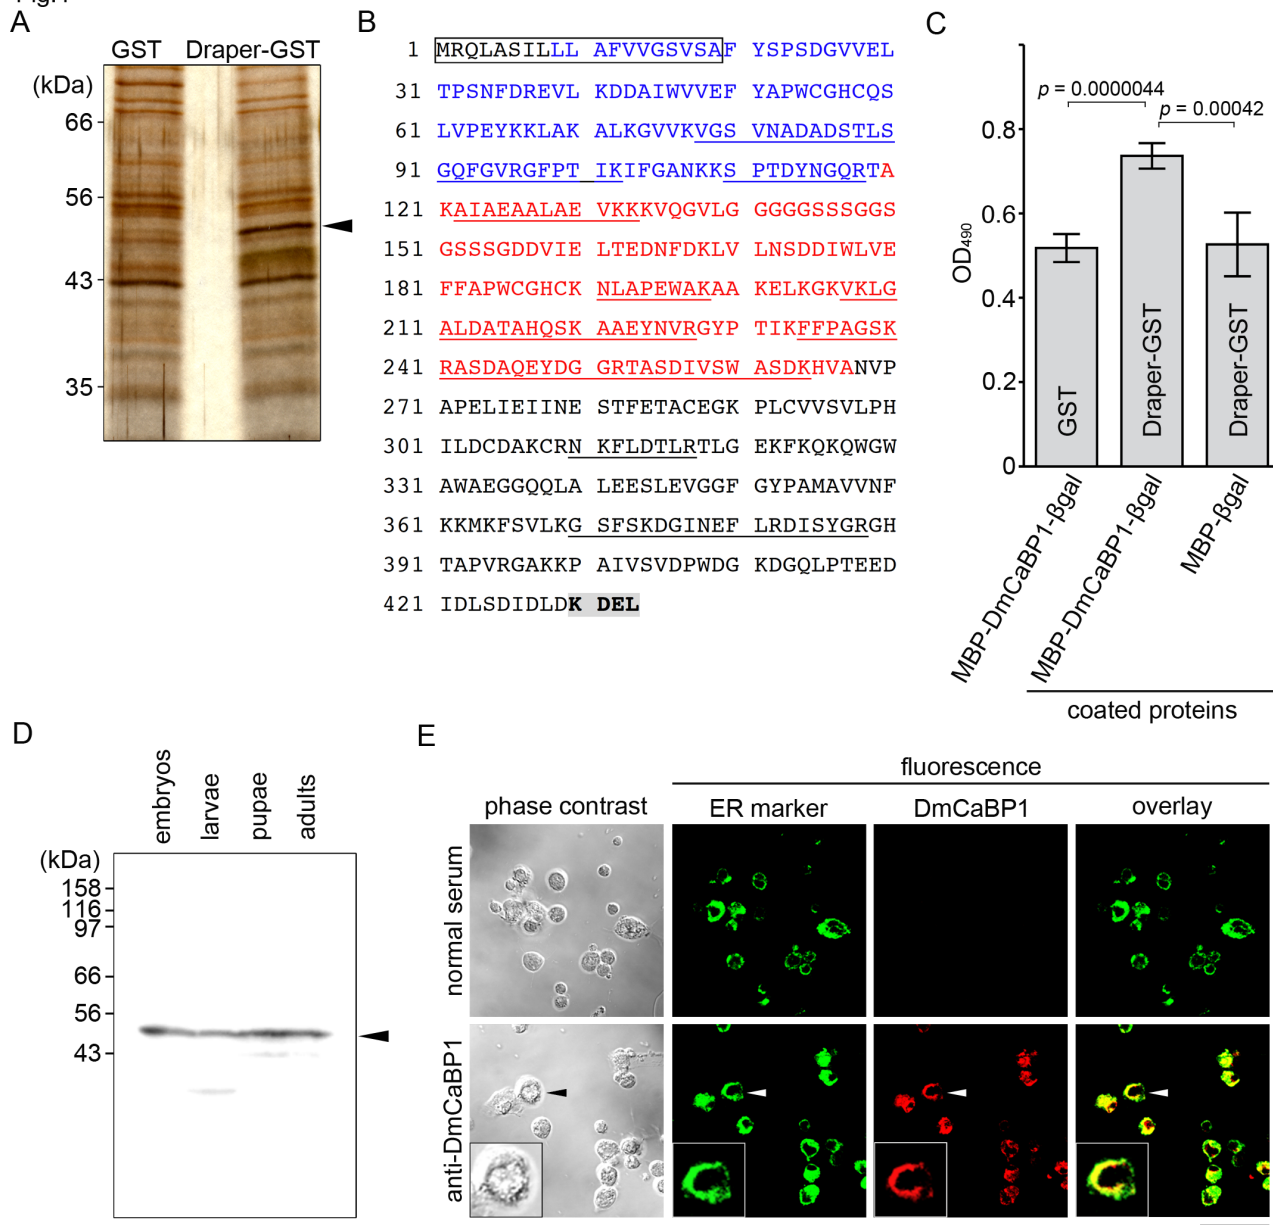 A
GST Draper-GST
(kDa)
66
56
43
35
B
1 MRQLASILLL AFVVGSVSAF YSPSDGVVEL
31 TPSNFDREVL KDDAIWVVEF YAPWCGHCQS
61 LVPEYKKLAK ALKGVVKVGS VNADADSTLS
91 GQFGVRGFPT IKIFGANKKS PTDYNGQRTA
121 KAIAEAALAE VKKKVQGVLG GGGGSSSGGS
151 GSSSGDDVIE LTEDNFDKLV LNSDDIWLVE
181 FFAPWCGHCK NLAPEWAKAA KELKGKVKLG
211 ALDATAHQSK AAEYNVRGYP TIKFFPAGSK
241 RASDAQEYDG GRTASDIVSW ASDKHVANVP
271 APELIEIINE STFETACEGK PLCVVSVLPH
301 ILDCDAKCRN KFLDTLRTLG EKFKQKQWGW
331 AWAEGGQQLA LEESLEVGGF GYPAMAVVNF
361 KKMKFSVLKG SFSKDGINEF LRDISYGRGH
391 TAPVRGAKKP AIVSVDPWDG KDGQLPTEED
421 IDLSDIDLDK DEL
C
p = 0.0000044
p = 0.00042
OD490
0.8
0.6
0.4
0.2
0
GST
Draper-GST
Draper-GST
MBP-DmCaBP1-βgal
MBP-DmCaBP1-βgal
MBP-βgal
coated proteins
D
embryos
larvae
pupae
adults
(kDa)
158
116
97
66
56
43
E
fluorescence
phase contrast ER marker DmCaBP1 overlay
normal serum
anti-DmCaBP1